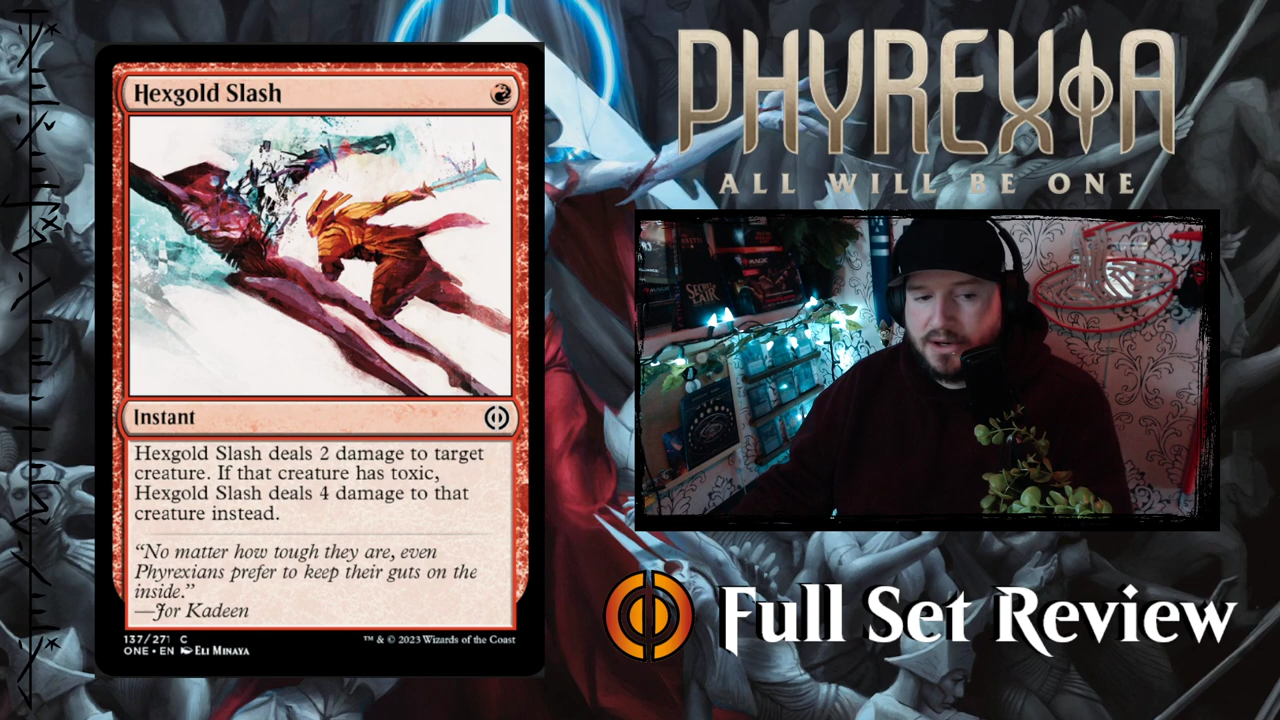 Hexgold Slash
Instant
Hexgold Slash deals 2 damage to target
creature. If that creature has toxic,
Hexgold Slash deals 4 damage to that
creature instead.
“No matter how tough they are, even
Phyrexians prefer to keep their guts on the
inside.”
—Jor Kadeen
137/271 C
ONE • EN Eli Minaya
™ & © 2023 Wizards of the Coast
PHYREXIA
ALL WILL BE ONE
SECRET
LAIR
MAGIC
Full Set Review